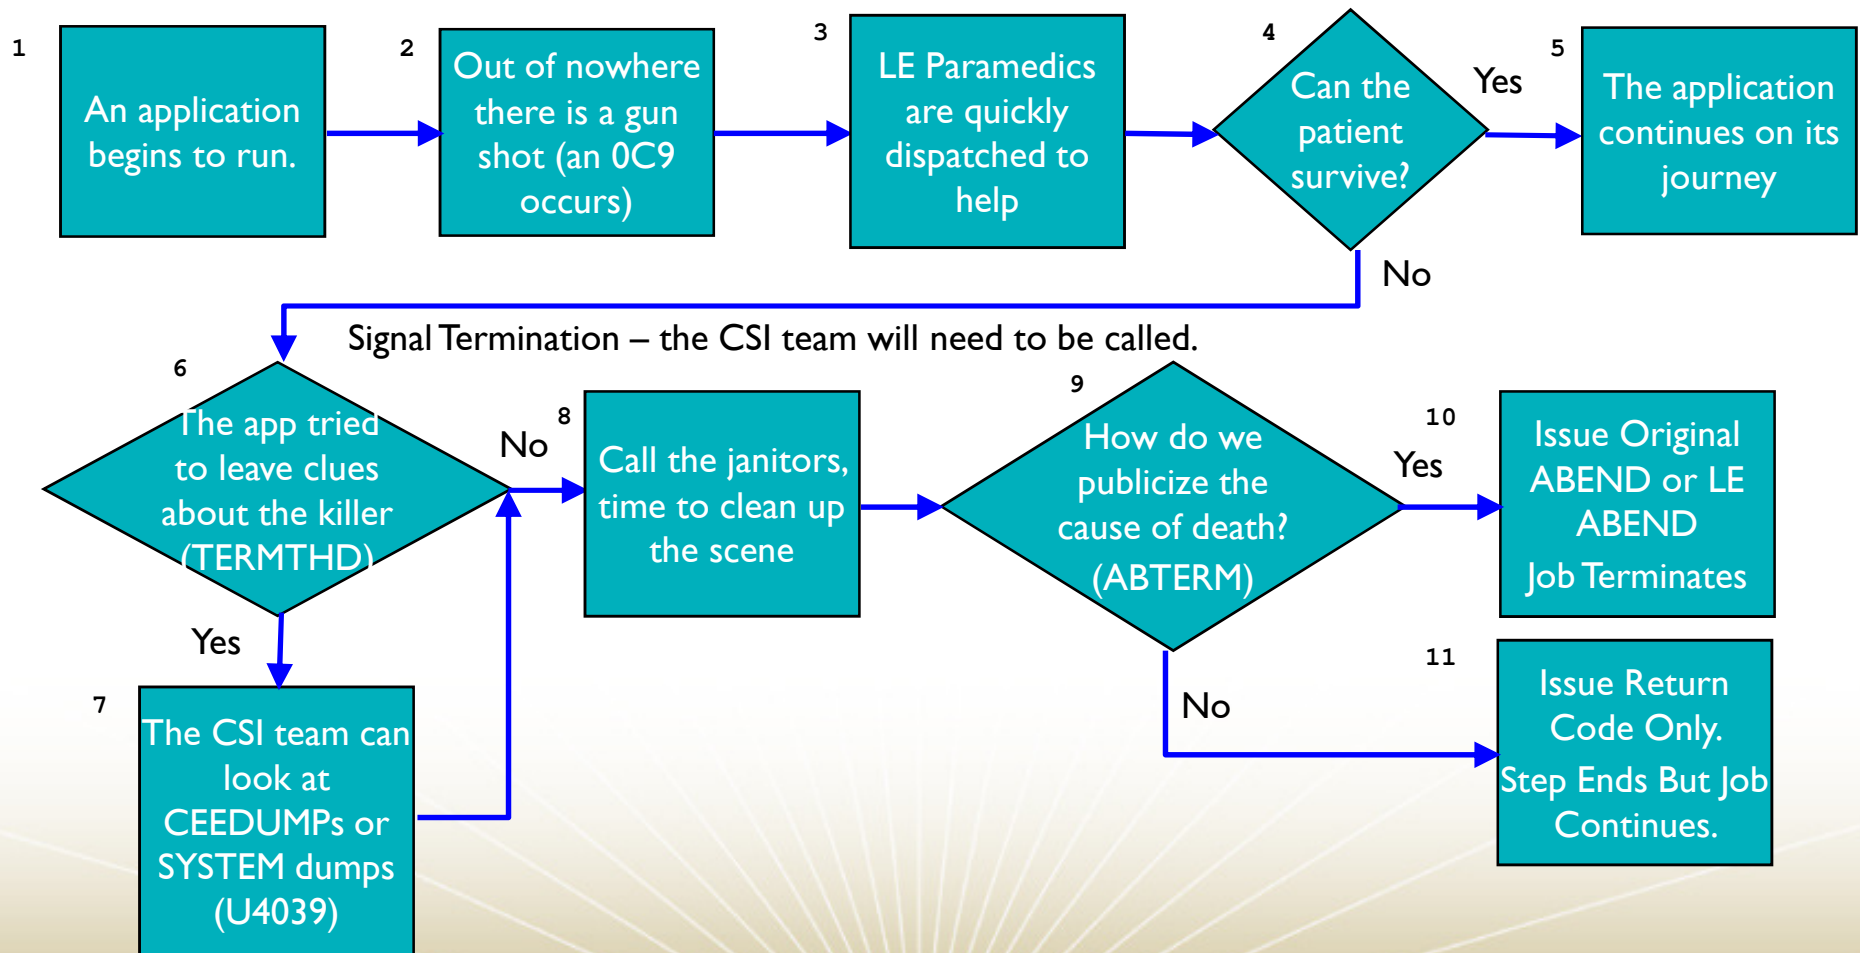 1
An application
begins to run.
2
Out of nowhere
there is a gun
shot (an 0C9
occurs)
3
LE Paramedics
are quickly
dispatched to
help
4
Can the
patient
survive?
Yes
5
The application
continues on its
journey
No
Signal Termination – the CSI team will need to be called.
6
The app tried
to leave clues
about the killer
(TERMTHD)
No
Yes
7
The CSI team can
look at
CEEDUMPs or
SYSTEM dumps
(U4039)
8
Call the janitors,
time to clean up
the scene
9
How do we
publicize the
cause of death?
(ABTERM)
Yes
10
Issue Original
ABEND or LE
ABEND
Job Terminates
No
11
Issue Return
Code Only.
Step Ends But Job
Continues.